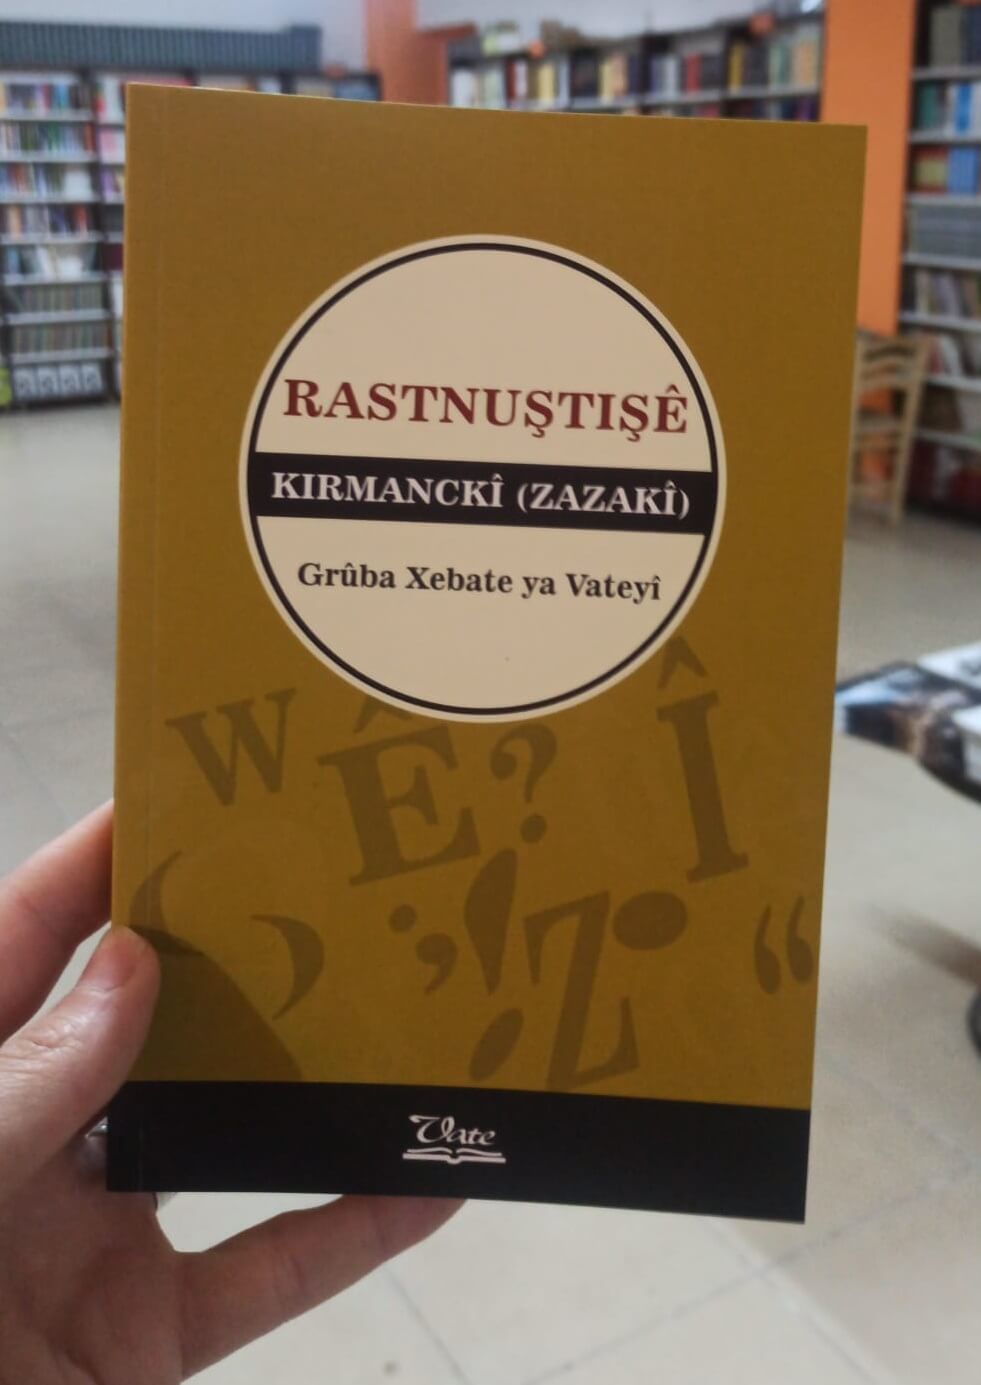 RASTNUŞTIŞÊ
KIRMANCKÎ (ZAZAKÎ)
Grûba Xebate ya Vateyî
W Ê ? Î
) ; ! Z “
Vate